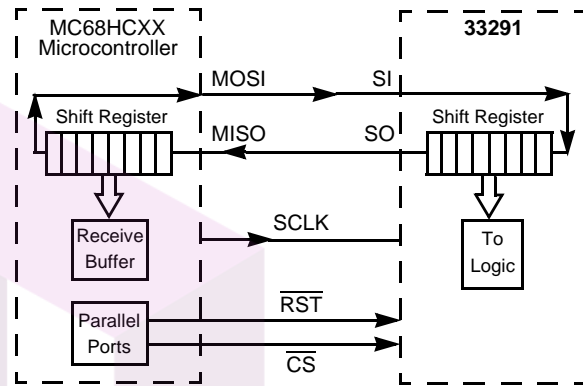 MC68HCXX
Microcontroller
33291
MOSI
SI
Shift Register
Shift Register
MISO
SO
SCLK
Receive
Buffer
To
Logic
RST
Parallel
Ports
CS